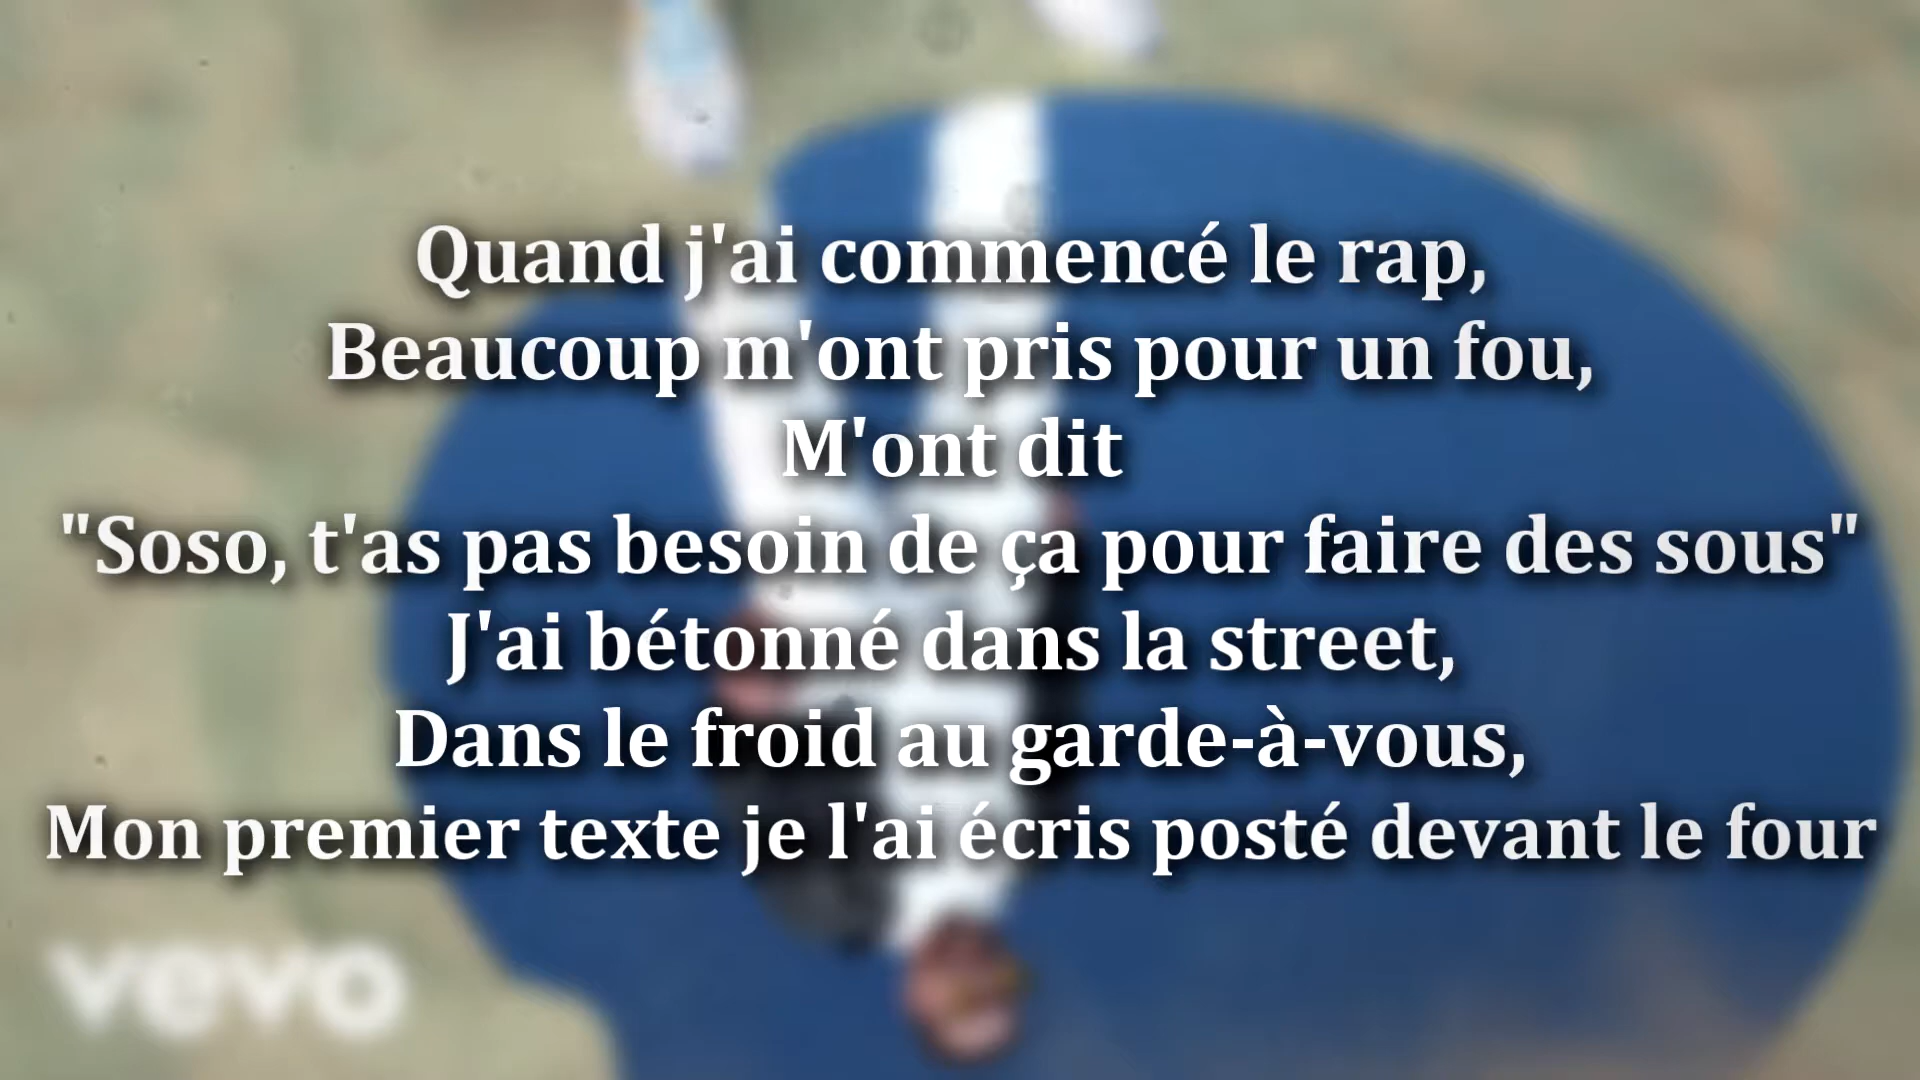 Quand j'ai commencé le rap,
Beaucoup m'ont pris pour un fou,
M'ont dit
"Soso, t'as pas besoin de ça pour faire des sous"
J'ai bétonné dans la street,
Dans le froid au garde-à-vous,
Mon premier texte je l'ai écris posté devant le four
vevo